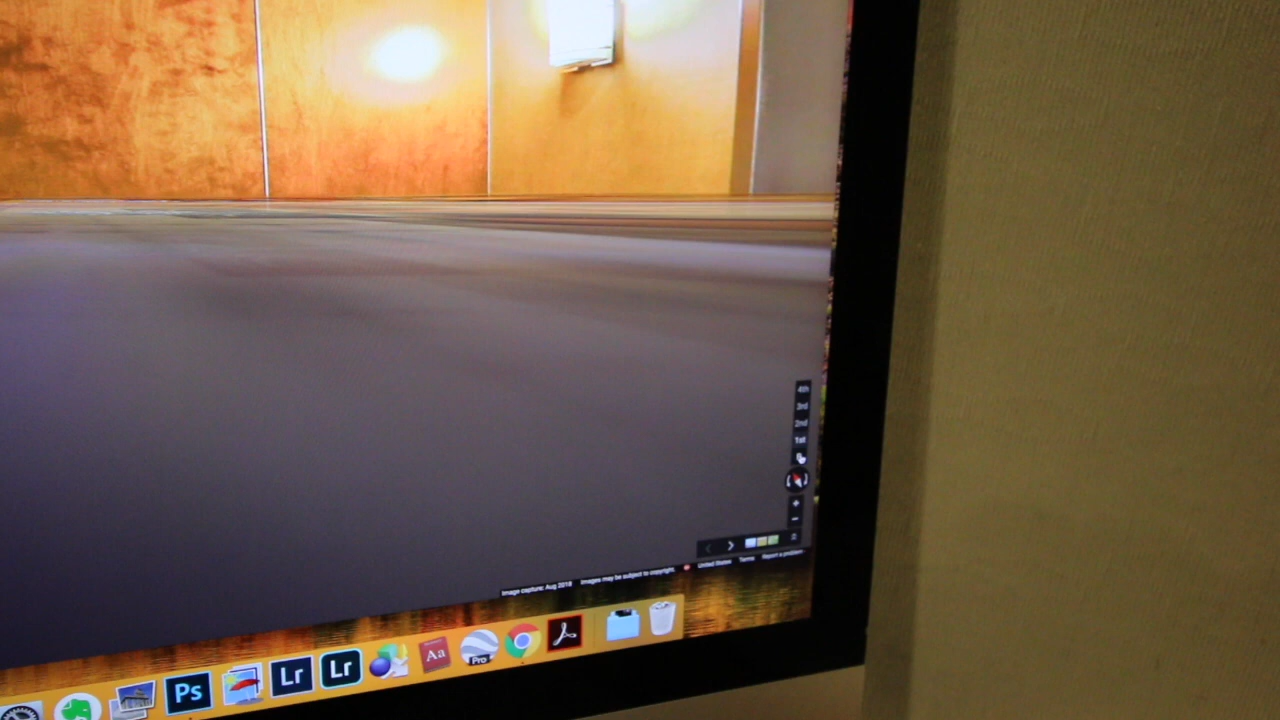 4th
3rd
2nd
1st
+
−
Image capture: Aug 2018 Images may be subject to copyright. United States Terms Report a problem
Ps Lr Lr Aa Pro